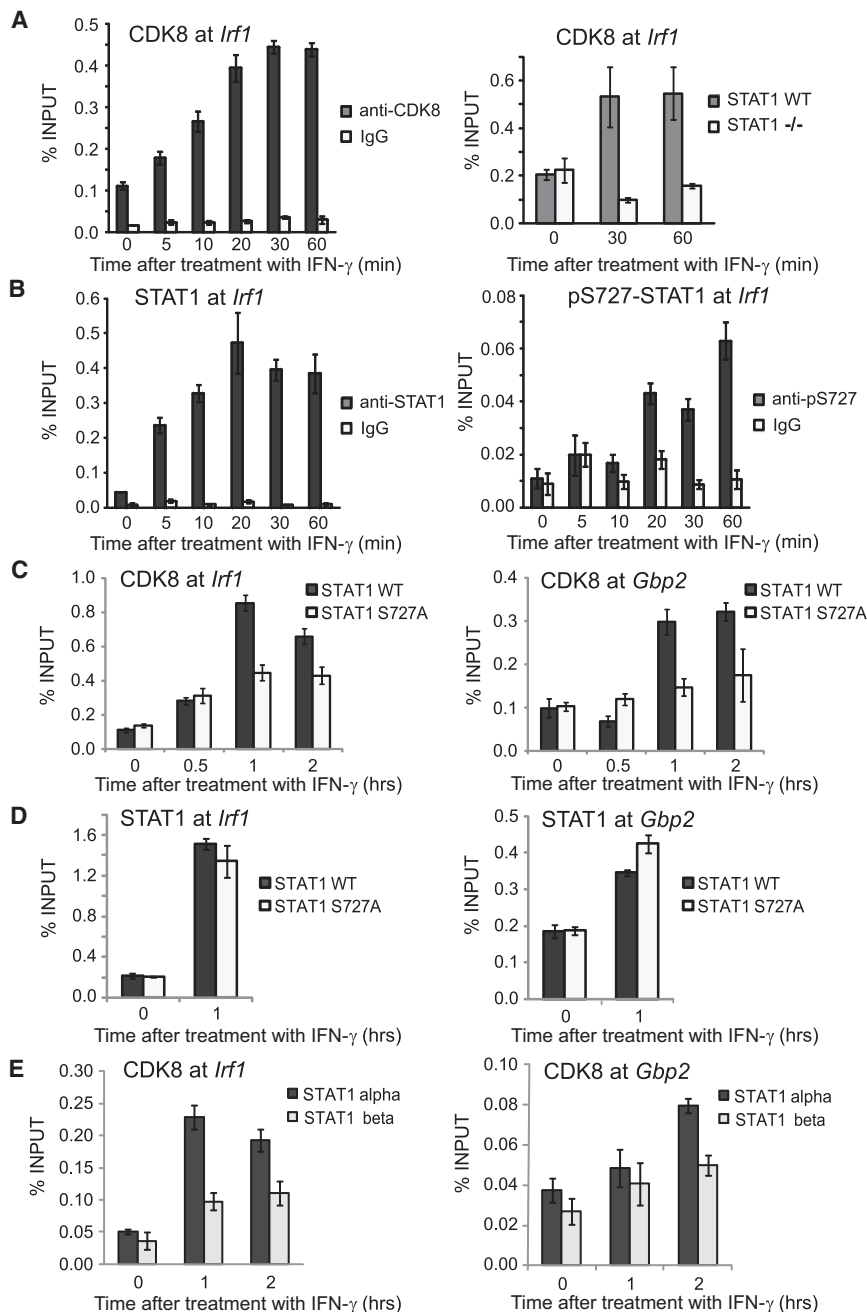 A
CDK8 at Irf1
% INPUT
0.5
0.4
0.3
0.2
0.1
0.0
0 5 10 20 30 60
Time after treatment with IFN-γ (min)
anti-CDK8
IgG
CDK8 at Irf1
% INPUT
0.6
0.4
0.2
0.0
0 30 60
Time after treatment with IFN-γ (min)
STAT1 WT
STAT1 -/-
B
STAT1 at Irf1
% INPUT
0.6
0.5
0.4
0.3
0.2
0.1
0.0
0 5 10 20 30 60
Time after treatment with IFN-γ (min)
anti-STAT1
IgG
pS727-STAT1 at Irf1
% INPUT
0.08
0.06
0.04
0.02
0.00
0 5 10 20 30 60
Time after treatment with IFN-γ (min)
anti-pS727
IgG
C
CDK8 at Irf1
% INPUT
1.0
0.8
0.6
0.4
0.2
0.0
0 0.5 1 2
Time after treatment with IFN-γ (hrs)
STAT1 WT
STAT1 S727A
CDK8 at Gbp2
% INPUT
0.4
0.3
0.2
0.1
0.0
0 0.5 1 2
Time after treatment with IFN-γ (hrs)
STAT1 WT
STAT1 S727A
D
STAT1 at Irf1
% INPUT
1.6
1.2
0.8
0.4
0.0
0 1
Time after treatment with IFN-γ (hrs)
STAT1 WT
STAT1 S727A
STAT1 at Gbp2
% INPUT
0.5
0.4
0.3
0.2
0.1
0.0
0 1
Time after treatment with IFN-γ (hrs)
STAT1 WT
STAT1 S727A
E
CDK8 at Irf1
% INPUT
0.30
0.25
0.20
0.15
0.10
0.05
0.00
0 1 2
Time after treatment with IFN-γ (hrs)
STAT1 alpha
STAT1 beta
CDK8 at Gbp2
% INPUT
0.10
0.08
0.06
0.04
0.02
0.00
0 1 2
Time after treatment with IFN-γ (hrs)
STAT1 alpha
STAT1 beta